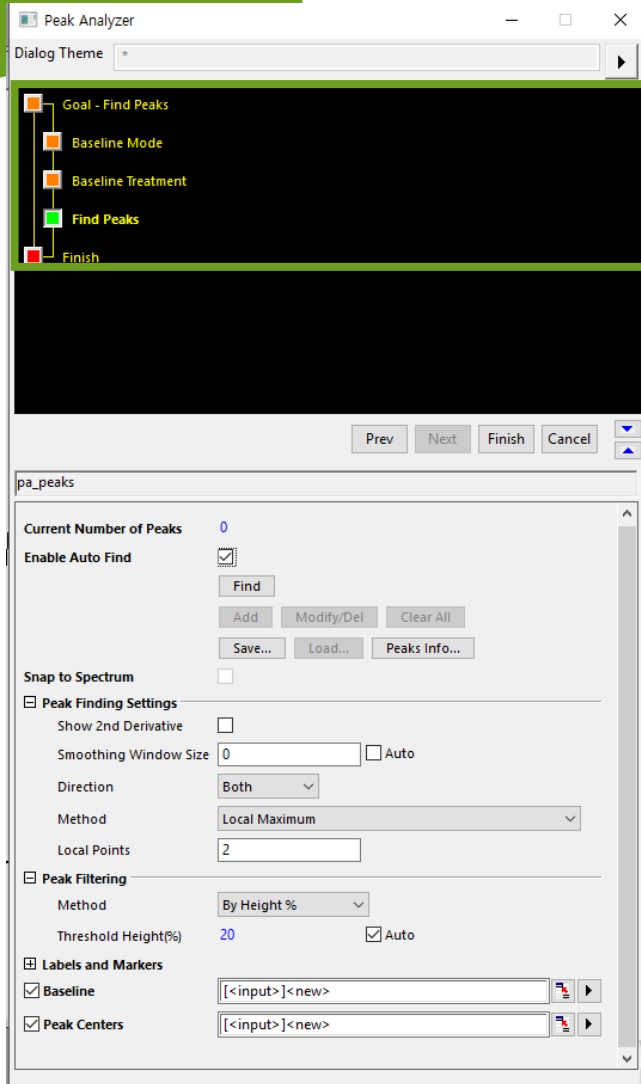 Peak Analyzer
Dialog Theme *
Goal - Find Peaks
Baseline Mode
Baseline Treatment
Find Peaks
Finish
Prev Next Finish Cancel
pa_peaks
Current Number of Peaks 0
Enable Auto Find
Find
Add Modify/Del Clear All
Save... Load... Peaks Info...
Snap to Spectrum
Peak Finding Settings
Show 2nd Derivative
Smoothing Window Size 0 Auto
Direction Both
Method Local Maximum
Local Points 2
Peak Filtering
Method By Height %
Threshold Height(%) 20 Auto
Labels and Markers
Baseline [<input>]<new>
Peak Centers [<input>]<new>